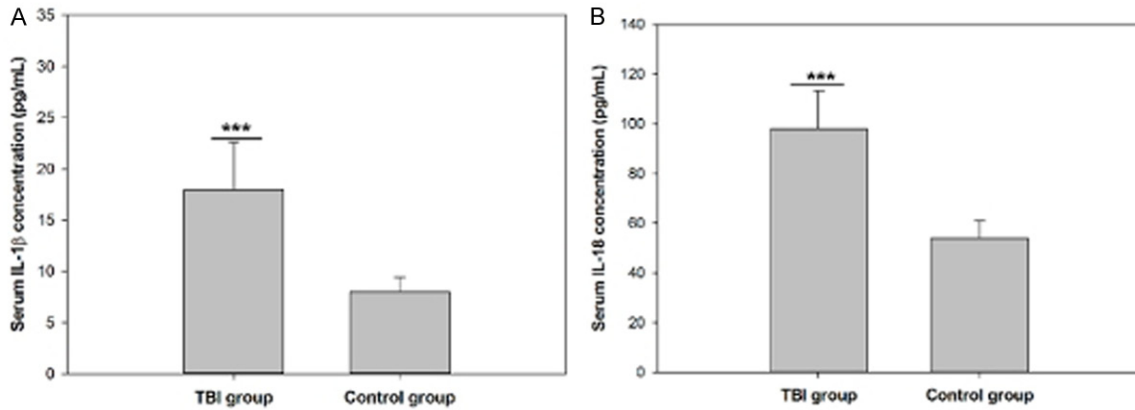 A
Serum IL-1β concentration (pg/mL)
35
30
25
20
15
10
5
0
***
TBI group
Control group
B
Serum IL-18 concentration (pg/mL)
140
120
100
80
60
40
20
0
***
TBI group
Control group